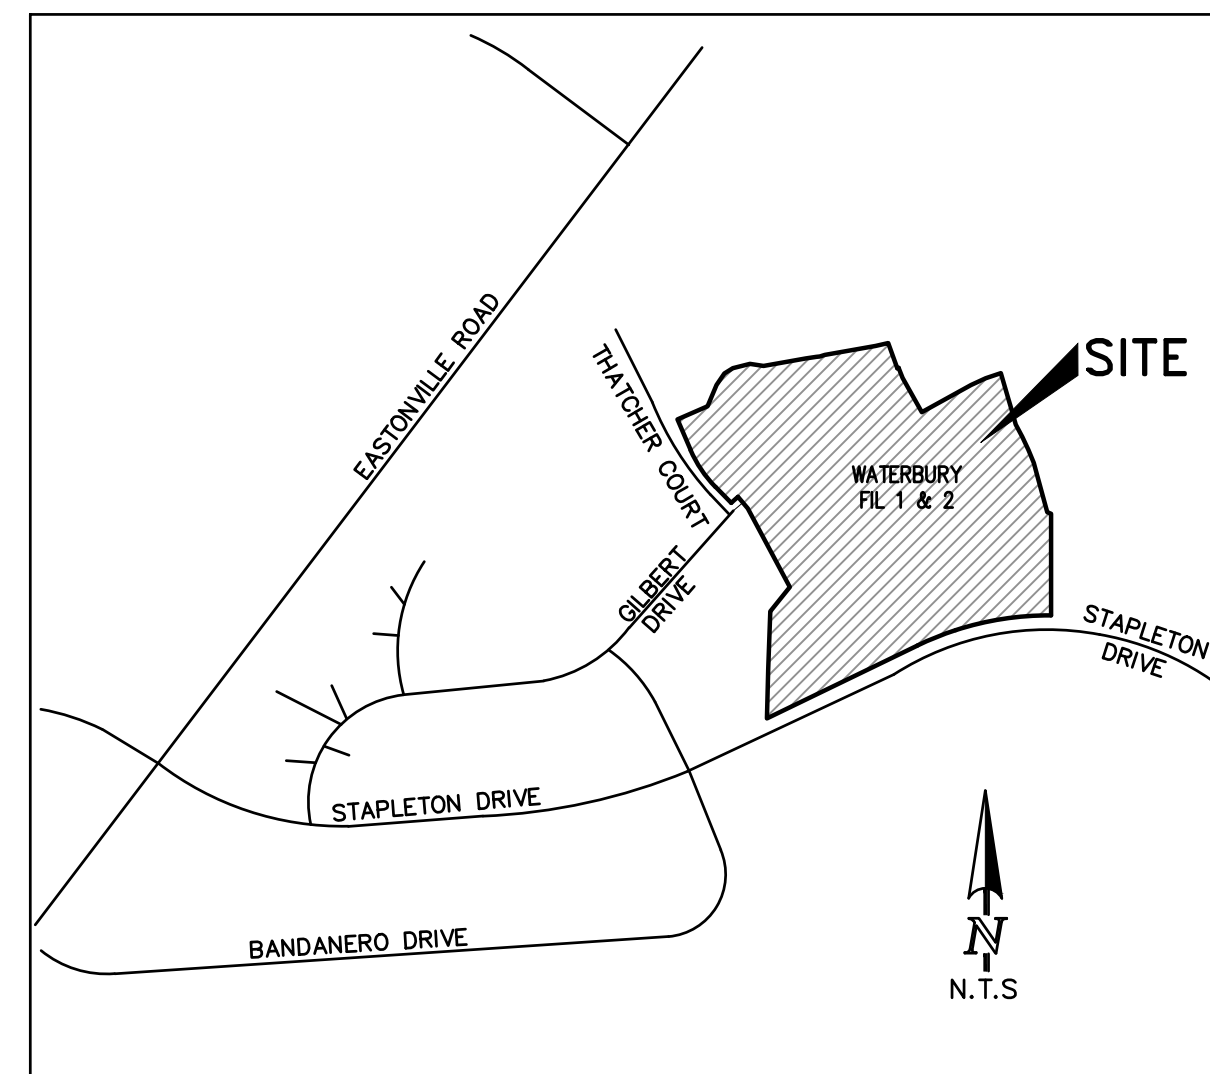 EASTONVILLE ROAD
THATCHER COURT
SITE
WATERBURY
FIL 1 & 2
GILBERT
DRIVE
STAPLETON
DRIVE
STAPLETON DRIVE
BANDANERO DRIVE
N
N.T.S